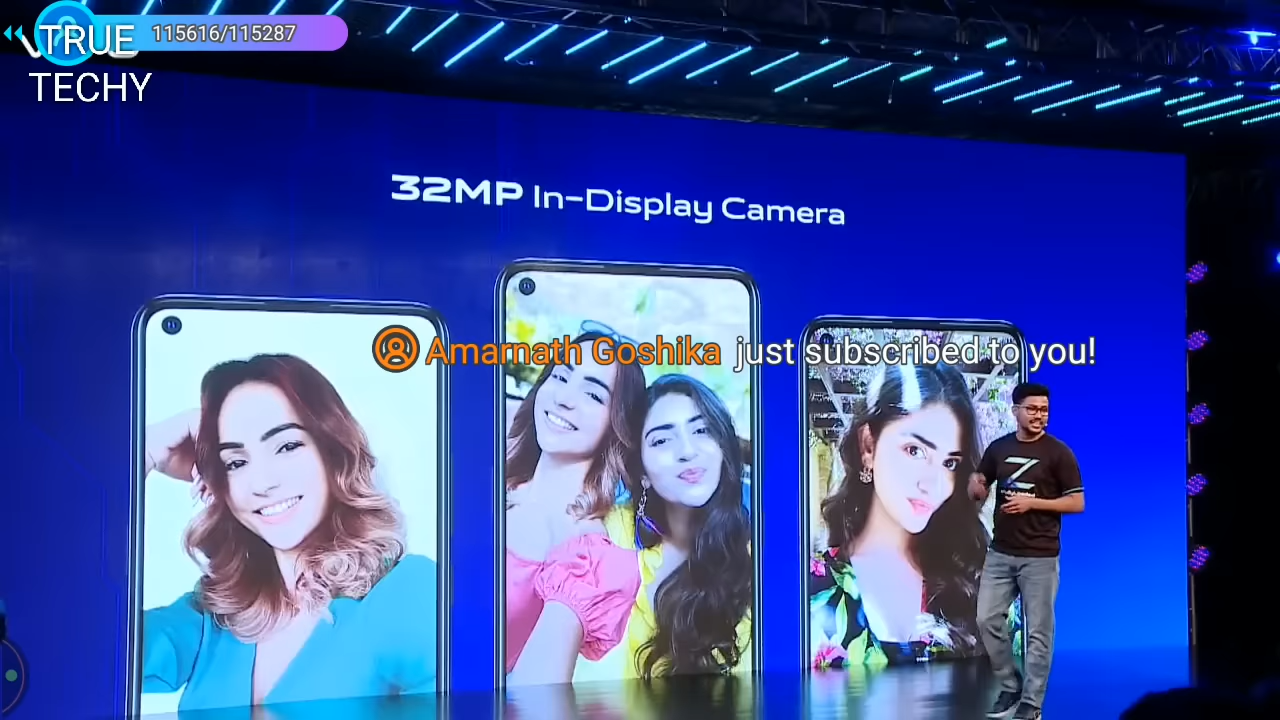 TRUE
115616/115287
TECHY
32MP In-Display Camera
Amarnath Goshika just subscribed to you!
Z